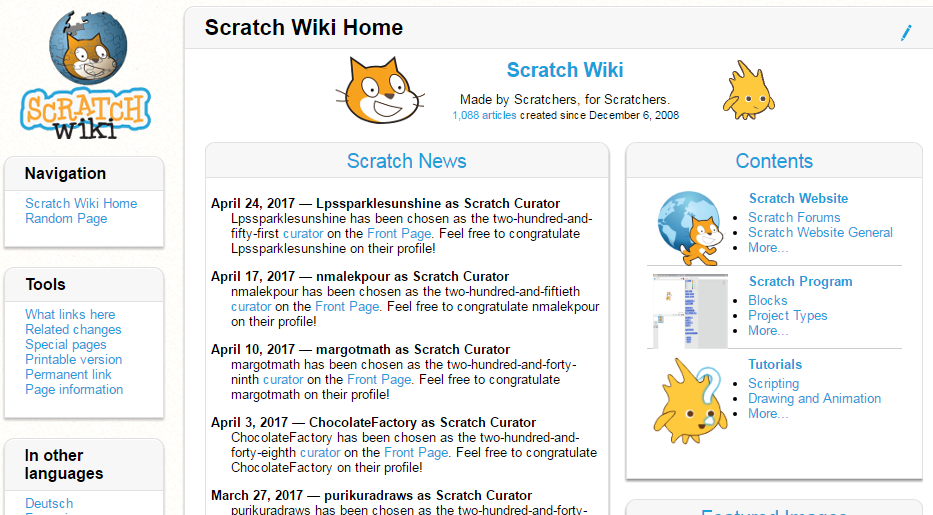 SCRATCH
wiki
Navigation
Scratch Wiki Home
Random Page
Tools
What links here
Related changes
Special pages
Printable version
Permanent link
Page information
In other
languages
Deutsch
Scratch Wiki Home
Scratch Wiki
Made by Scratchers, for Scratchers.
1,088 articles created since December 6, 2008
Scratch News
April 24, 2017 — Lpssparklesunshine as Scratch Curator
Lpssparklesunshine has been chosen as the two-hundred-and-
fifty-first curator on the Front Page. Feel free to congratulate
Lpssparklesunshine on their profile!
April 17, 2017 — nmalekpour as Scratch Curator
nmalekpour has been chosen as the two-hundred-and-fiftieth
curator on the Front Page. Feel free to congratulate nmalekpour
on their profile!
April 10, 2017 — margotmath as Scratch Curator
margotmath has been chosen as the two-hundred-and-forty-
ninth curator on the Front Page. Feel free to congratulate
margotmath on their profile!
April 3, 2017 — ChocolateFactory as Scratch Curator
ChocolateFactory has been chosen as the two-hundred-and-
forty-eighth curator on the Front Page. Feel free to congratulate
ChocolateFactory on their profile!
March 27, 2017 — purikuradraws as Scratch Curator
purikuradraws has been chosen as the two-hundred-and-forty-
Contents
Scratch Website
Scratch Forums
Scratch Website General
More...
Scratch Program
Blocks
Project Types
More...
Tutorials
Scripting
Drawing and Animation
More...
Featured Images